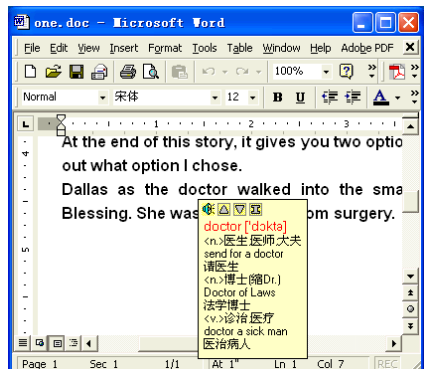 one.doc - Microsoft Word
File Edit View Insert Format Tools Table Window Help Adobe PDF
100%
Normal 宋体 12 B U A
1 2 3
At the end of this story, it gives you two optio
out what option I chose.
Dallas as the doctor walked into the sma
Blessing. She was om surgery.
doctor ['dɔktə]
<n.>医生;医师;大夫
send for a doctor
请医生
<n.>博士(缩Dr.)
Doctor of Laws
法学博士
<v.>诊治;医疗
doctor a sick man
医治病人
4
5
Page 1 Sec 1 1/1 At 1" Ln 1 Col 7 REC